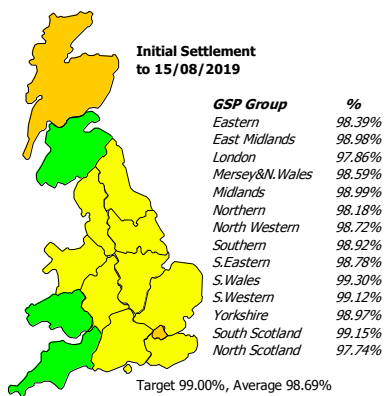 Initial Settlement
to 15/08/2019
GSP Group %
Eastern 98.39%
East Midlands 98.98%
London 97.86%
Mersey&N.Wales 98.59%
Midlands 98.99%
Northern 98.18%
North Western 98.72%
Southern 98.92%
S.Eastern 98.78%
S.Wales 99.30%
S.Western 99.12%
Yorkshire 98.97%
South Scotland 99.15%
North Scotland 97.74%
Target 99.00%, Average 98.69%